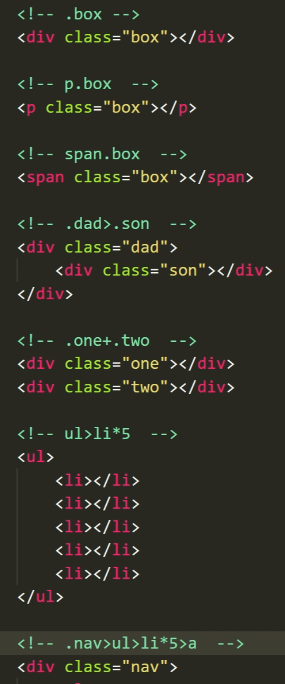 <!-- .box -->
<div class="box"></div>
<!-- p.box  -->
<p class="box"></p>
<!-- span.box  -->
<span class="box"></span>
<!-- .dad>.son  -->
<div class="dad">
    <div class="son"></div>
</div>
<!-- .one+.two  -->
<div class="one"></div>
<div class="two"></div>
<!-- ul>li*5  -->
<ul>
    <li></li>
    <li></li>
    <li></li>
    <li></li>
    <li></li>
</ul>
<!-- .nav>ul>li*5>a  -->
<div class="nav">